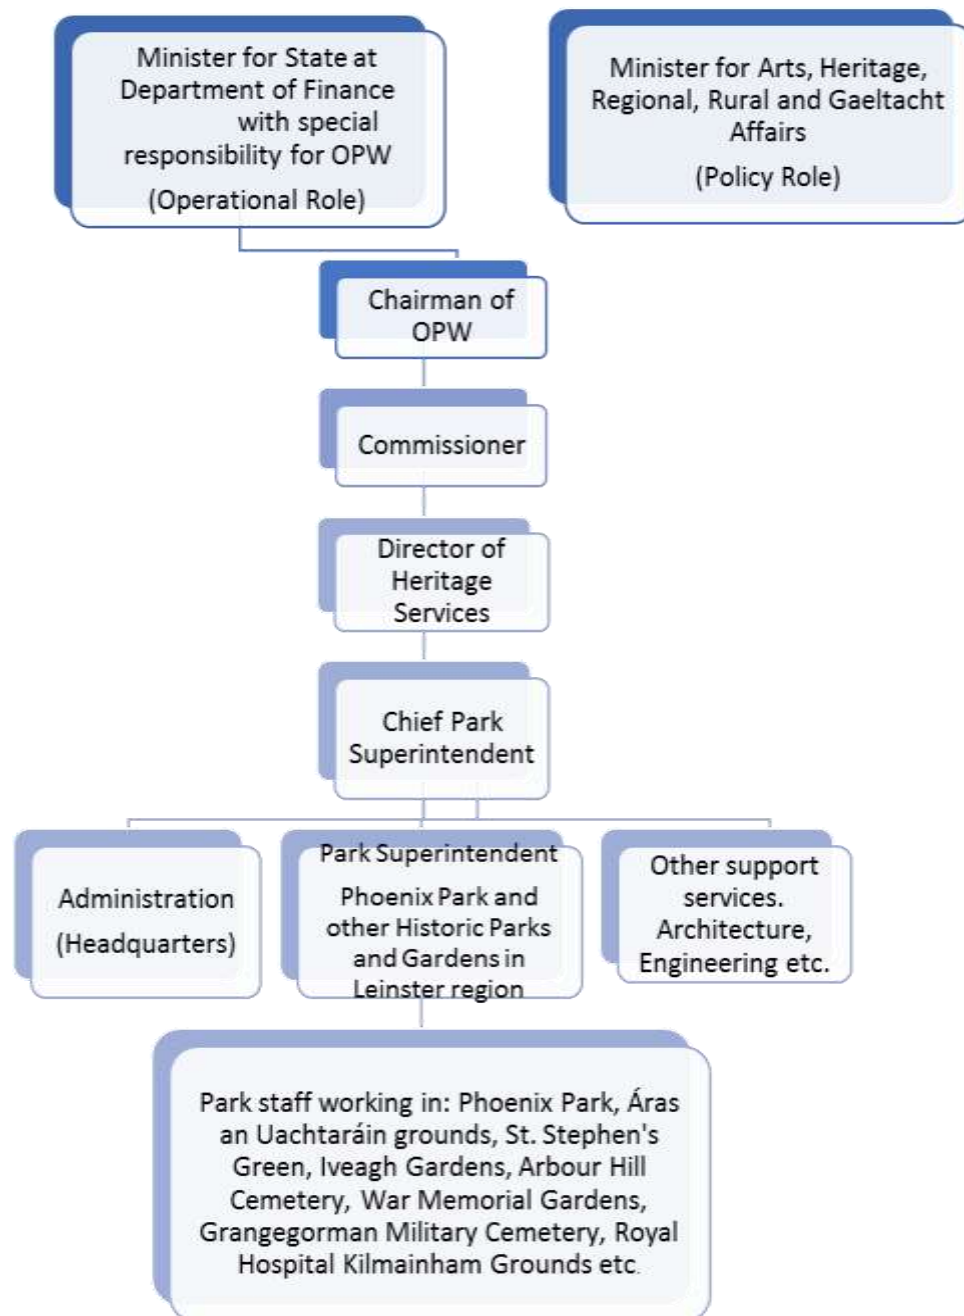 Minister for State at
Department of Finance
with special
responsibility for OPW
(Operational Role)
Minister for Arts, Heritage,
Regional, Rural and Gaeltacht
Affairs
(Policy Role)
Chairman of
OPW
Commissioner
Director of
Heritage
Services
Chief Park
Superintendent
Administration
(Headquarters)
Park Superintendent
Phoenix Park and
other Historic Parks
and Gardens in
Leinster region
Other support
services.
Architecture,
Engineering etc.
Park staff working in: Phoenix Park, Áras
an Uachtaráin grounds, St. Stephen's
Green, Iveagh Gardens, Arbour Hill
Cemetery, War Memorial Gardens,
Grangegorman Military Cemetery, Royal
Hospital Kilmainham Grounds etc.